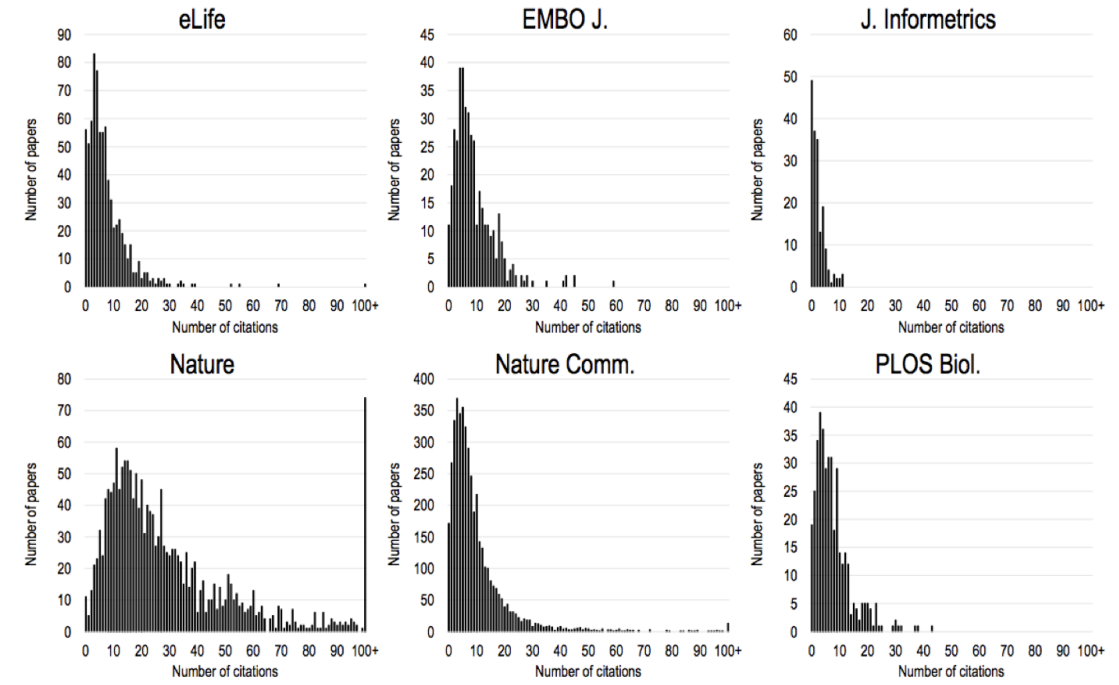 eLife
Number of papers
90
80
70
60
50
40
30
20
10
0
0 10 20 30 40 50 60 70 80 90 100+
Number of citations
EMBO J.
Number of papers
45
40
35
30
25
20
15
10
5
0
0 10 20 30 40 50 60 70 80 90 100+
Number of citations
J. Informetrics
Number of papers
60
50
40
30
20
10
0
0 10 20 30 40 50 60 70 80 90 100+
Number of citations
Nature
Number of papers
80
70
60
50
40
30
20
10
0
0 10 20 30 40 50 60 70 80 90 100+
Number of citations
Nature Comm.
Number of papers
400
350
300
250
200
150
100
50
0
0 10 20 30 40 50 60 70 80 90 100+
Number of citations
PLOS Biol.
Number of papers
45
40
35
30
25
20
15
10
5
0
0 10 20 30 40 50 60 70 80 90 100+
Number of citations